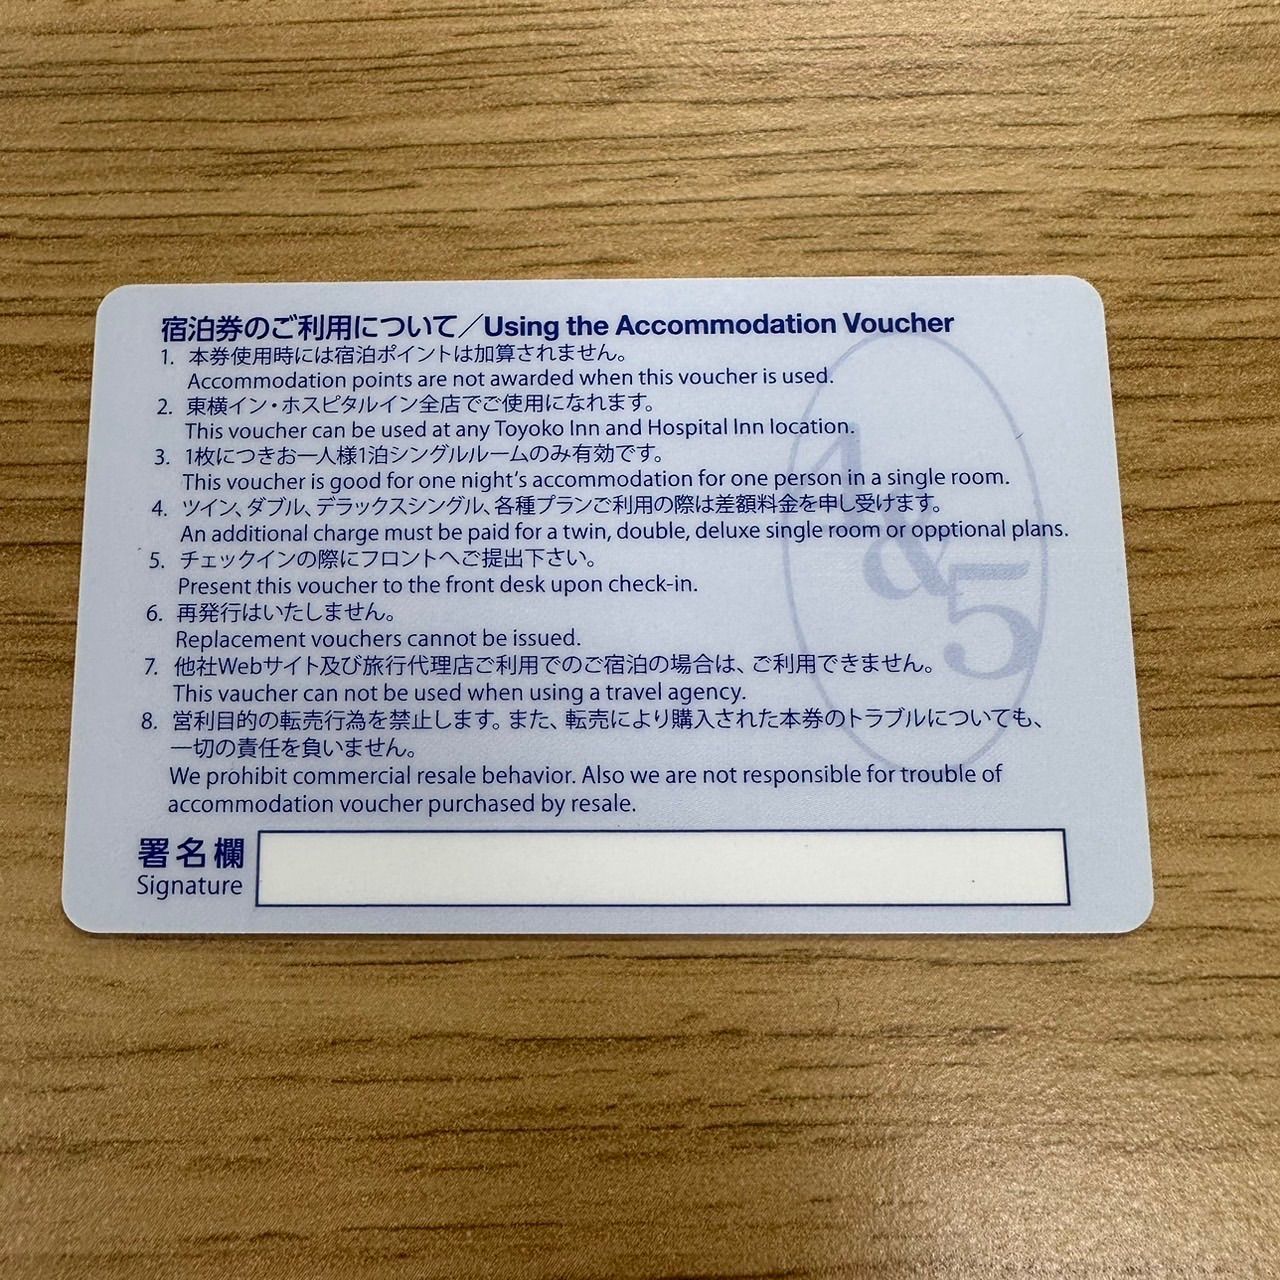 宿泊券のご利用について／Using the Accommodation Voucher
1. 本券使用時には宿泊ポイントは加算されません。
Accommodation points are not awarded when this voucher is used.
2. 東横イン・ホスピタルイン全店でご使用になれます。
This voucher can be used at any Toyoko Inn and Hospital Inn location.
3. 1枚につきお一人様1泊シングルルームのみ有効です。
This voucher is good for one night's accommodation for one person in a single room.
4. ツイン、ダブル、デラックスシングル、各種プランご利用の際は差額料金を申し受けます。
An additional charge must be paid for a twin, double, deluxe single room or opptional plans.
5. チェックインの際にフロントへご提出下さい。
Present this voucher to the front desk upon check-in.
6. 再発行はいたしません。
Replacement vouchers cannot be issued.
7. 他社Webサイト及び旅行代理店ご利用でのご宿泊の場合は、ご利用できません。
This vaucher can not be used when using a travel agency.
8. 営利目的の転売行為を禁止します。また、転売により購入された本券のトラブルについても、
一切の責任を負いません。
We prohibit commercial resale behavior. Also we are not responsible for trouble of
accommodation voucher purchased by resale.
署名欄
Signature
1&5